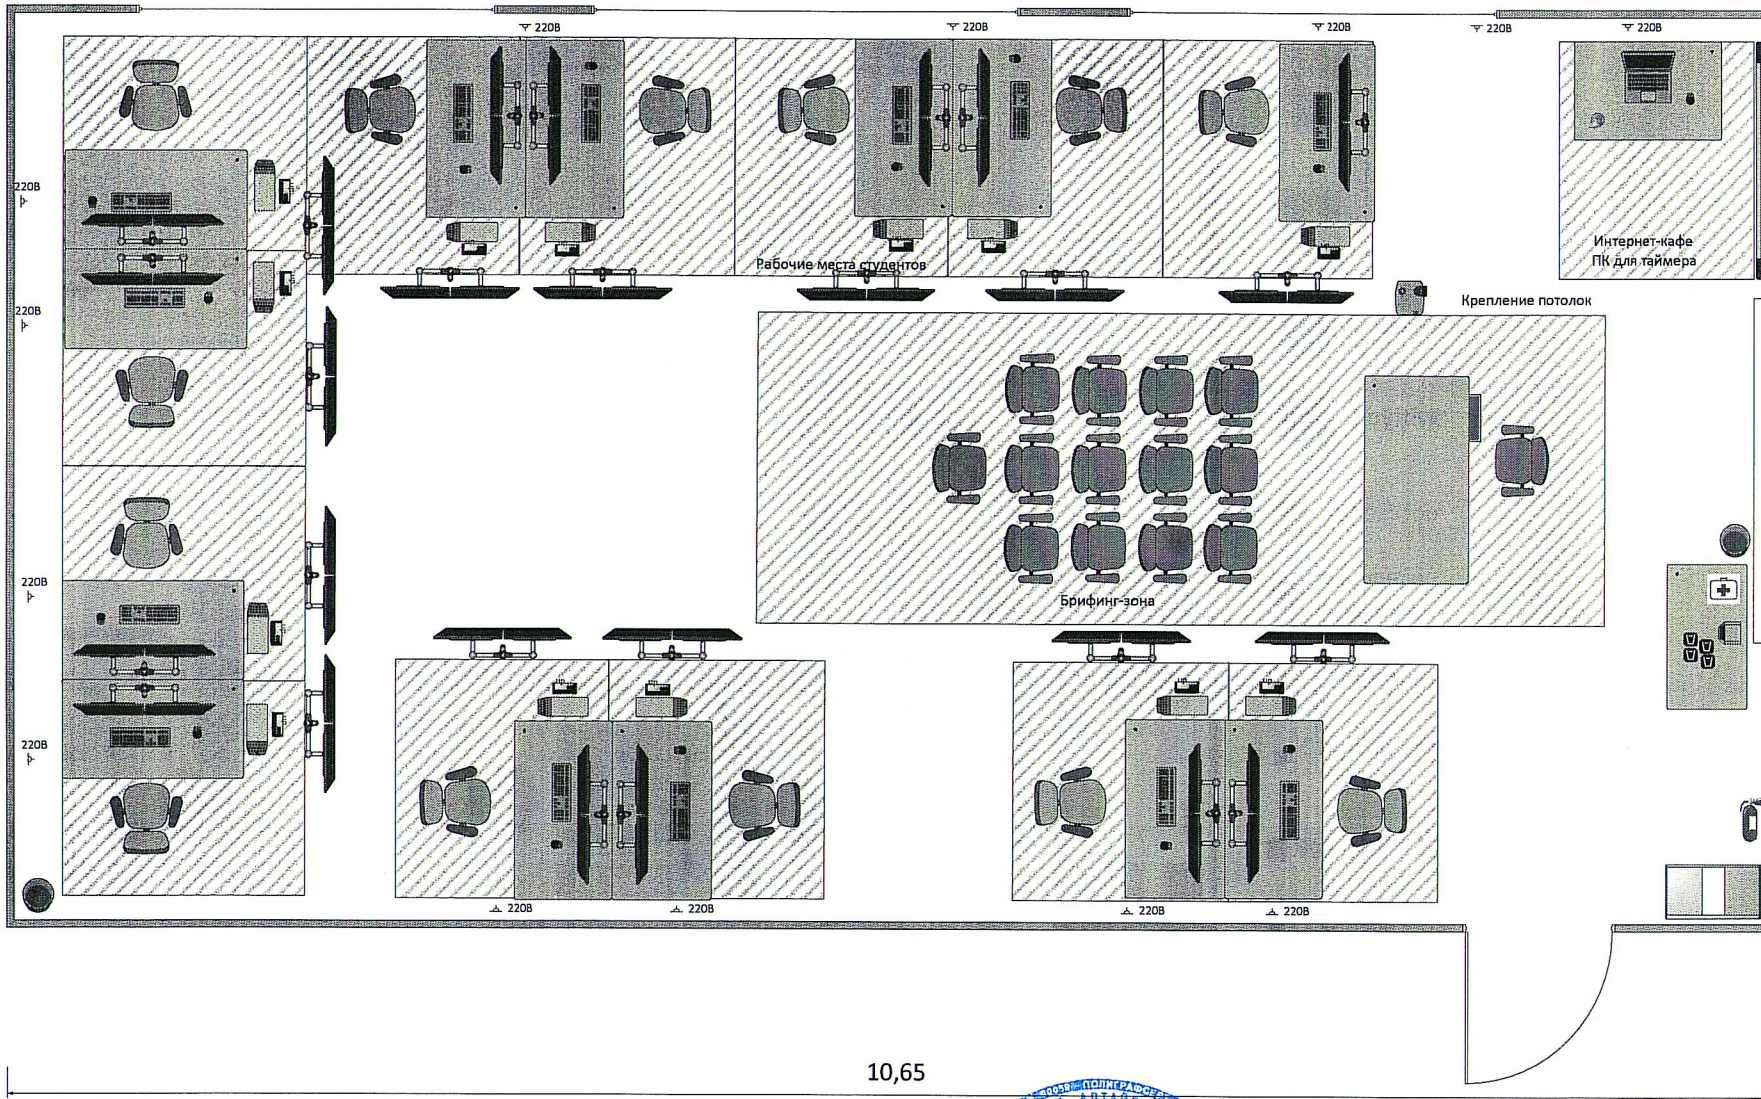 220В
220В
220В
220В
220В
220В
Интернет-кафе
ПК для таймера
Рабочие места студентов
220В
Крепление потолок
220В
Брифинг-зона
220В
220В
220В
220В
220В
10,65
ПОЛИГРАФСЕР